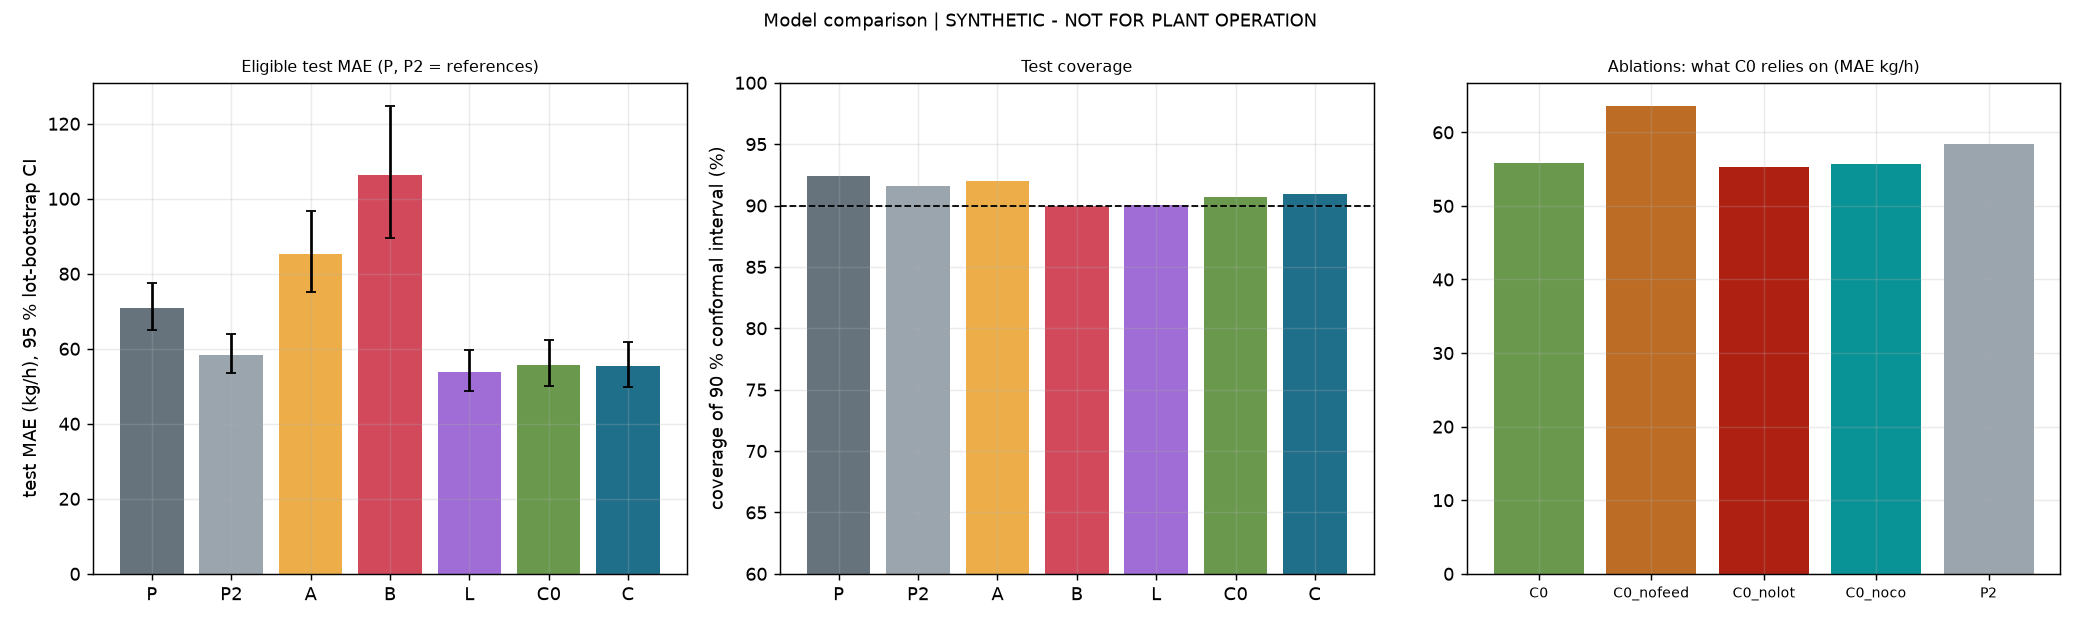 Model comparison | SYNTHETIC - NOT FOR PLANT OPERATION
Eligible test MAE (P, P2 = references)
test MAE (kg/h), 95 % lot-bootstrap CI
120
100
80
60
40
20
0
P P2 A B L C0 C
Test coverage
coverage of 90 % conformal interval (%)
100
95
90
85
80
75
70
65
60
P P2 A B L C0 C
Ablations: what C0 relies on (MAE kg/h)
60
50
40
30
20
10
0
C0 C0_nofeed C0_nolot C0_noco P2